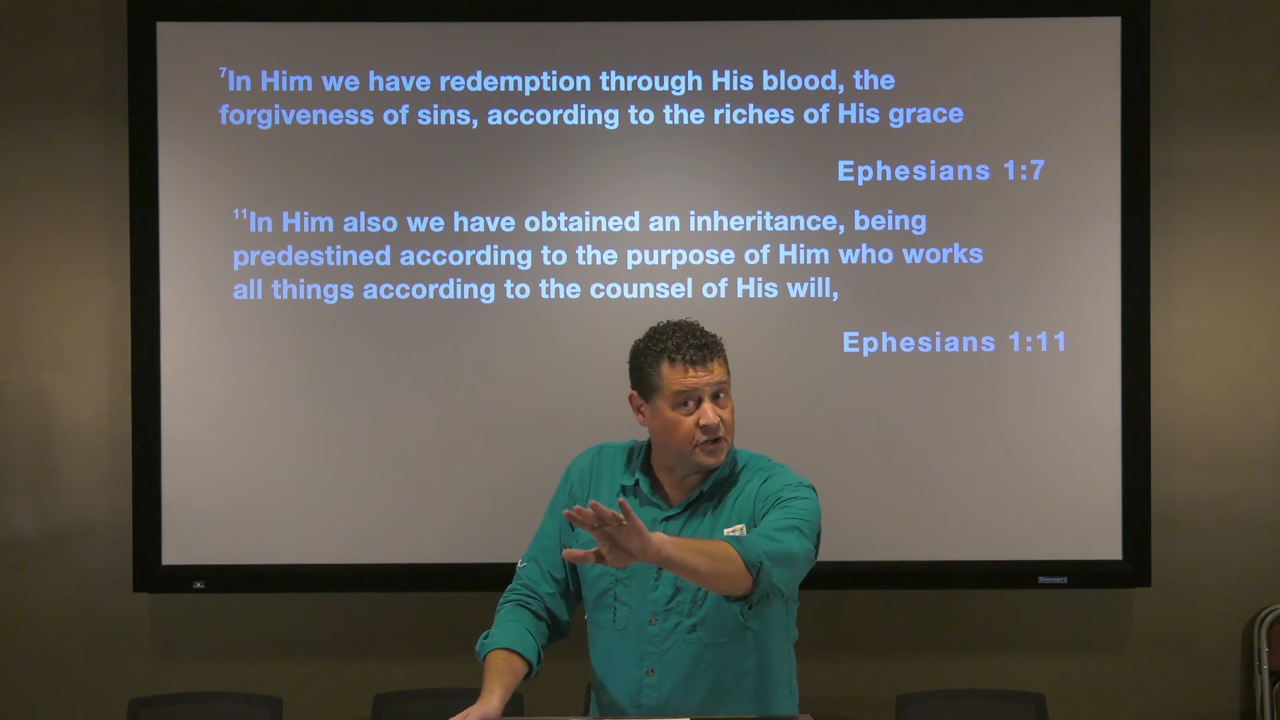 ⁷In Him we have redemption through His blood, the
forgiveness of sins, according to the riches of His grace
Ephesians 1:7
¹¹In Him also we have obtained an inheritance, being
predestined according to the purpose of Him who works
all things according to the counsel of His will,
Ephesians 1:11
Stewart